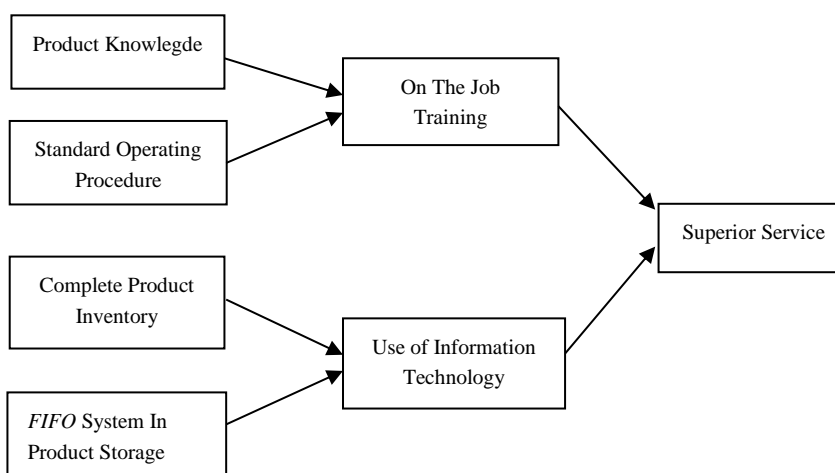 Product Knowlegde
On The Job
Training
Standard Operating
Procedure
Superior Service
Complete Product
Inventory
Use of Information
Technology
FIFO System In
Product Storage